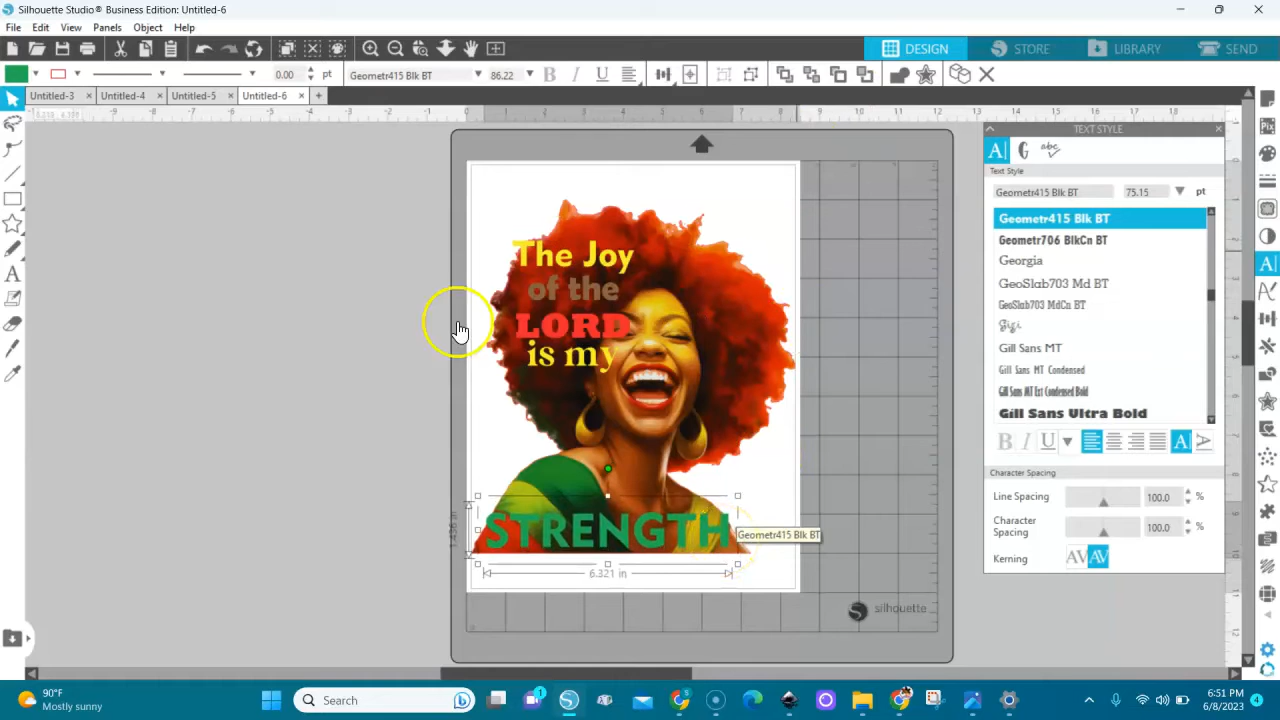 Silhouette Studio® Business Edition: Untitled-6
File Edit View Panels Object Help
DESIGN STORE LIBRARY SEND
0.00 pt Geometr415 Blk BT 86.22 B I U
Untitled-3 Untitled-4 Untitled-5 Untitled-6
TEXT STYLE
Text Style
Geometr415 Blk BT 75.15 pt
Geometr415 Blk BT
Geometr706 BlkCn BT
Georgia
GeoSlab703 Md BT
GeoSlab703 MdCn BT
Gigi
Gill Sans MT
Gill Sans MT Condensed
Gill Sans MT Ext Condensed Bold
Gill Sans Ultra Bold
B I U
Character Spacing
Line Spacing 100.0 %
Character Spacing 100.0 %
Kerning AV AV
The Joy
of the
LORD
is my
STRENGTH
Geometr415 Blk BT
6.321 in
silhouette
90°F
Mostly sunny
Search
6:51 PM
6/8/2023